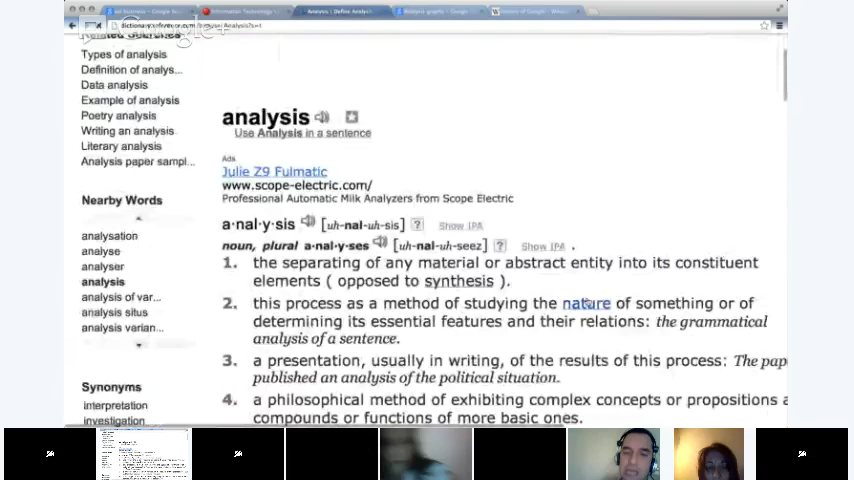 Analysis | Define Analysis
Related Searches
Types of analysis
Definition of analys...
Data analysis
Example of analysis
Poetry analysis
Writing an analysis
Literary analysis
Analysis paper sampl...
Nearby Words
analysation
analyse
analyser
analysis
analysis of var...
analysis situs
analysis varian...
Synonyms
interpretation
investigation
analysis
Use Analysis in a sentence
Ads
Julie Z9 Fulmatic
www.scope-electric.com/
Professional Automatic Milk Analyzers from Scope Electric
a·nal·y·sis [uh-nal-uh-sis] ? Show IPA
noun, plural a·nal·y·ses [uh-nal-uh-seez] ? Show IPA .
1. the separating of any material or abstract entity into its constituent
elements ( opposed to synthesis ).
2. this process as a method of studying the nature of something or of
determining its essential features and their relations: the grammatical
analysis of a sentence.
3. a presentation, usually in writing, of the results of this process: The pap
published an analysis of the political situation.
4. a philosophical method of exhibiting complex concepts or propositions a
compounds or functions of more basic ones.